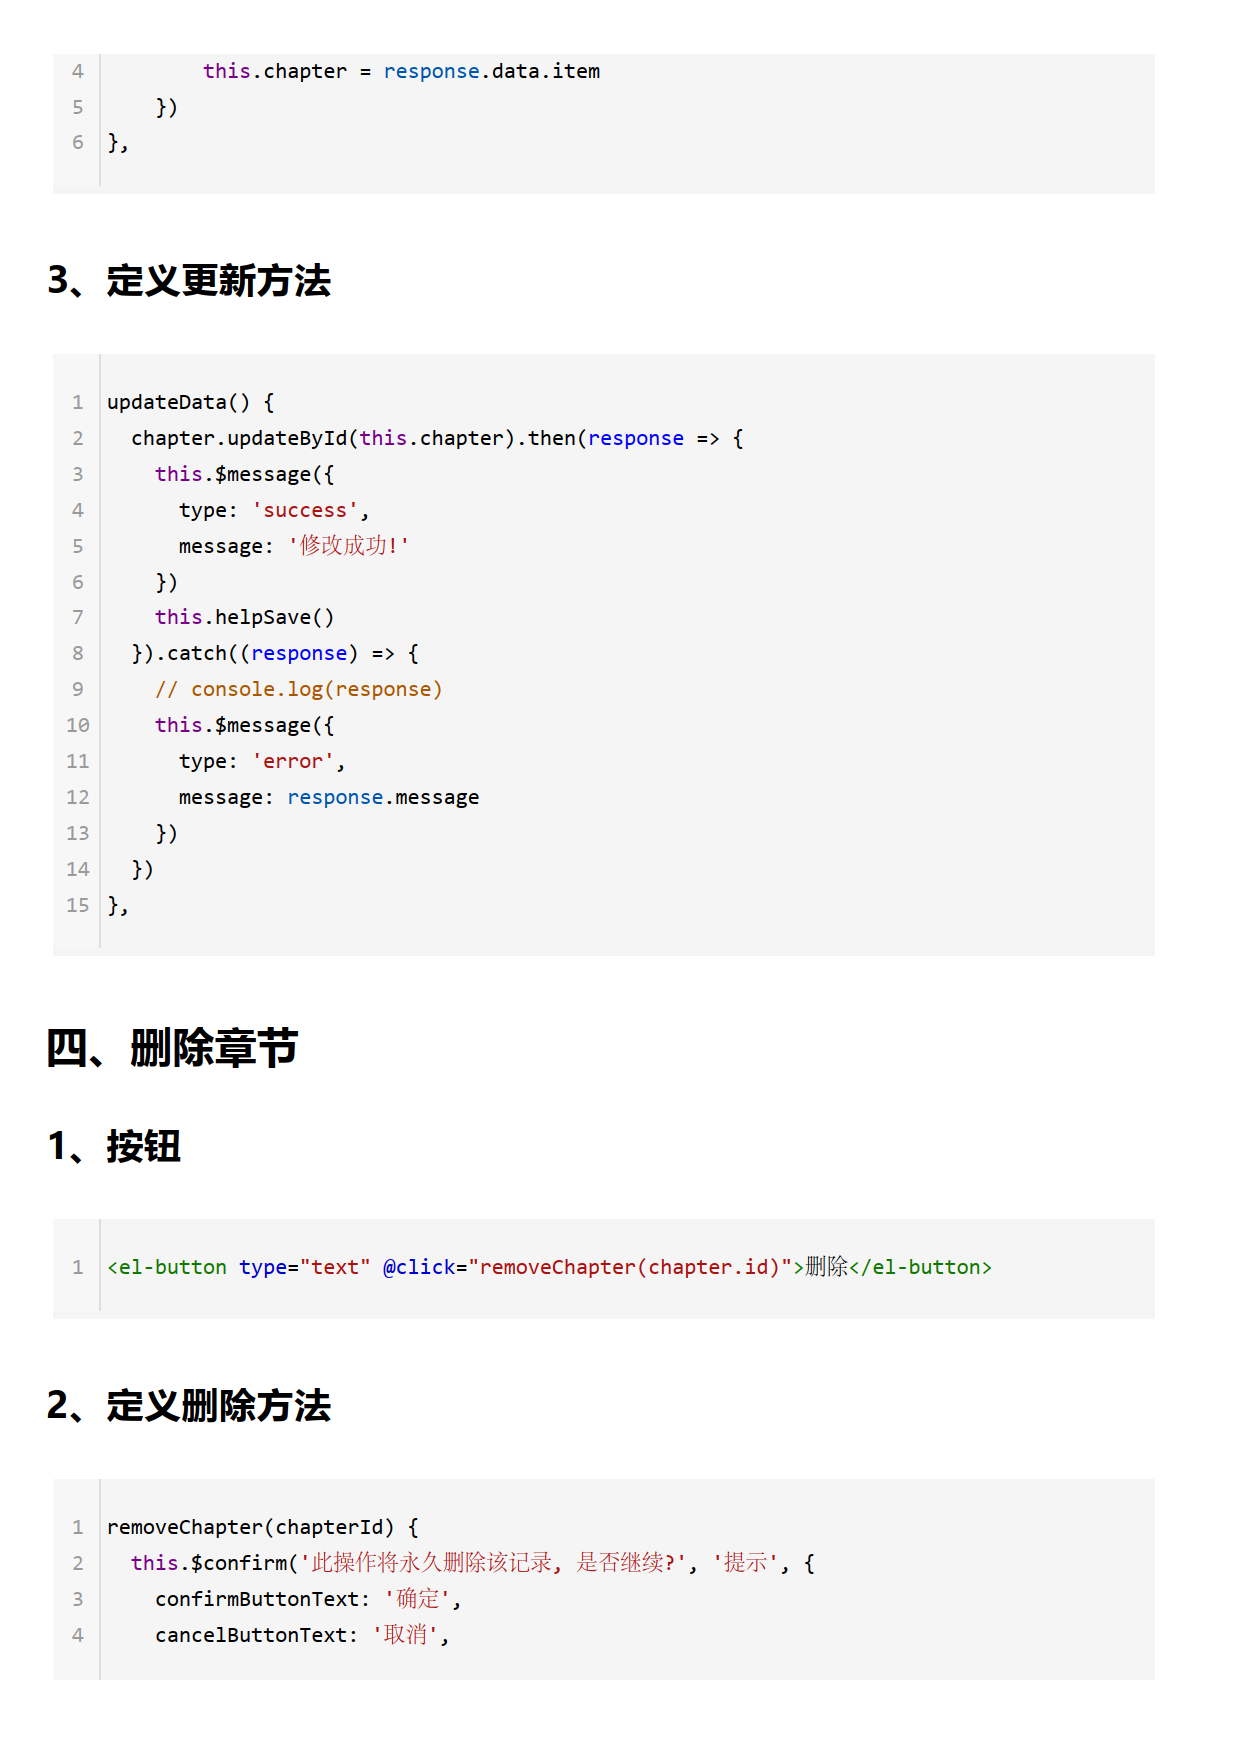 4         this.chapter = response.data.item
5     })
6 },
3、定义更新方法
1 updateData() {
2   chapter.updateById(this.chapter).then(response => {
3     this.$message({
4       type: 'success',
5       message: '修改成功!'
6     })
7     this.helpSave()
8   }).catch((response) => {
9     // console.log(response)
10     this.$message({
11       type: 'error',
12       message: response.message
13     })
14   })
15 },
四、删除章节
1、按钮
1 <el-button type="text" @click="removeChapter(chapter.id)">删除</el-button>
2、定义删除方法
1 removeChapter(chapterId) {
2   this.$confirm('此操作将永久删除该记录, 是否继续?', '提示', {
3     confirmButtonText: '确定',
4     cancelButtonText: '取消',